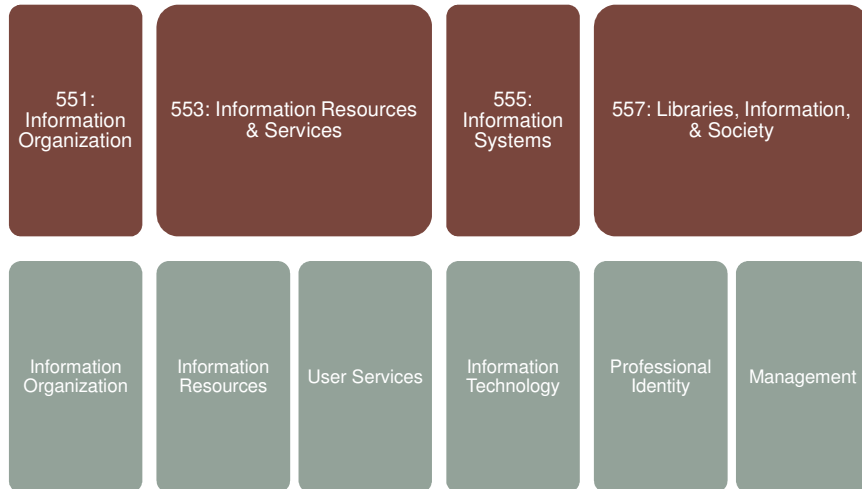 551:
Information
Organization
553: Information Resources
& Services
555:
Information
Systems
557: Libraries, Information,
& Society
Information
Organization
Information
Resources
User Services
Information
Technology
Professional
Identity
Management